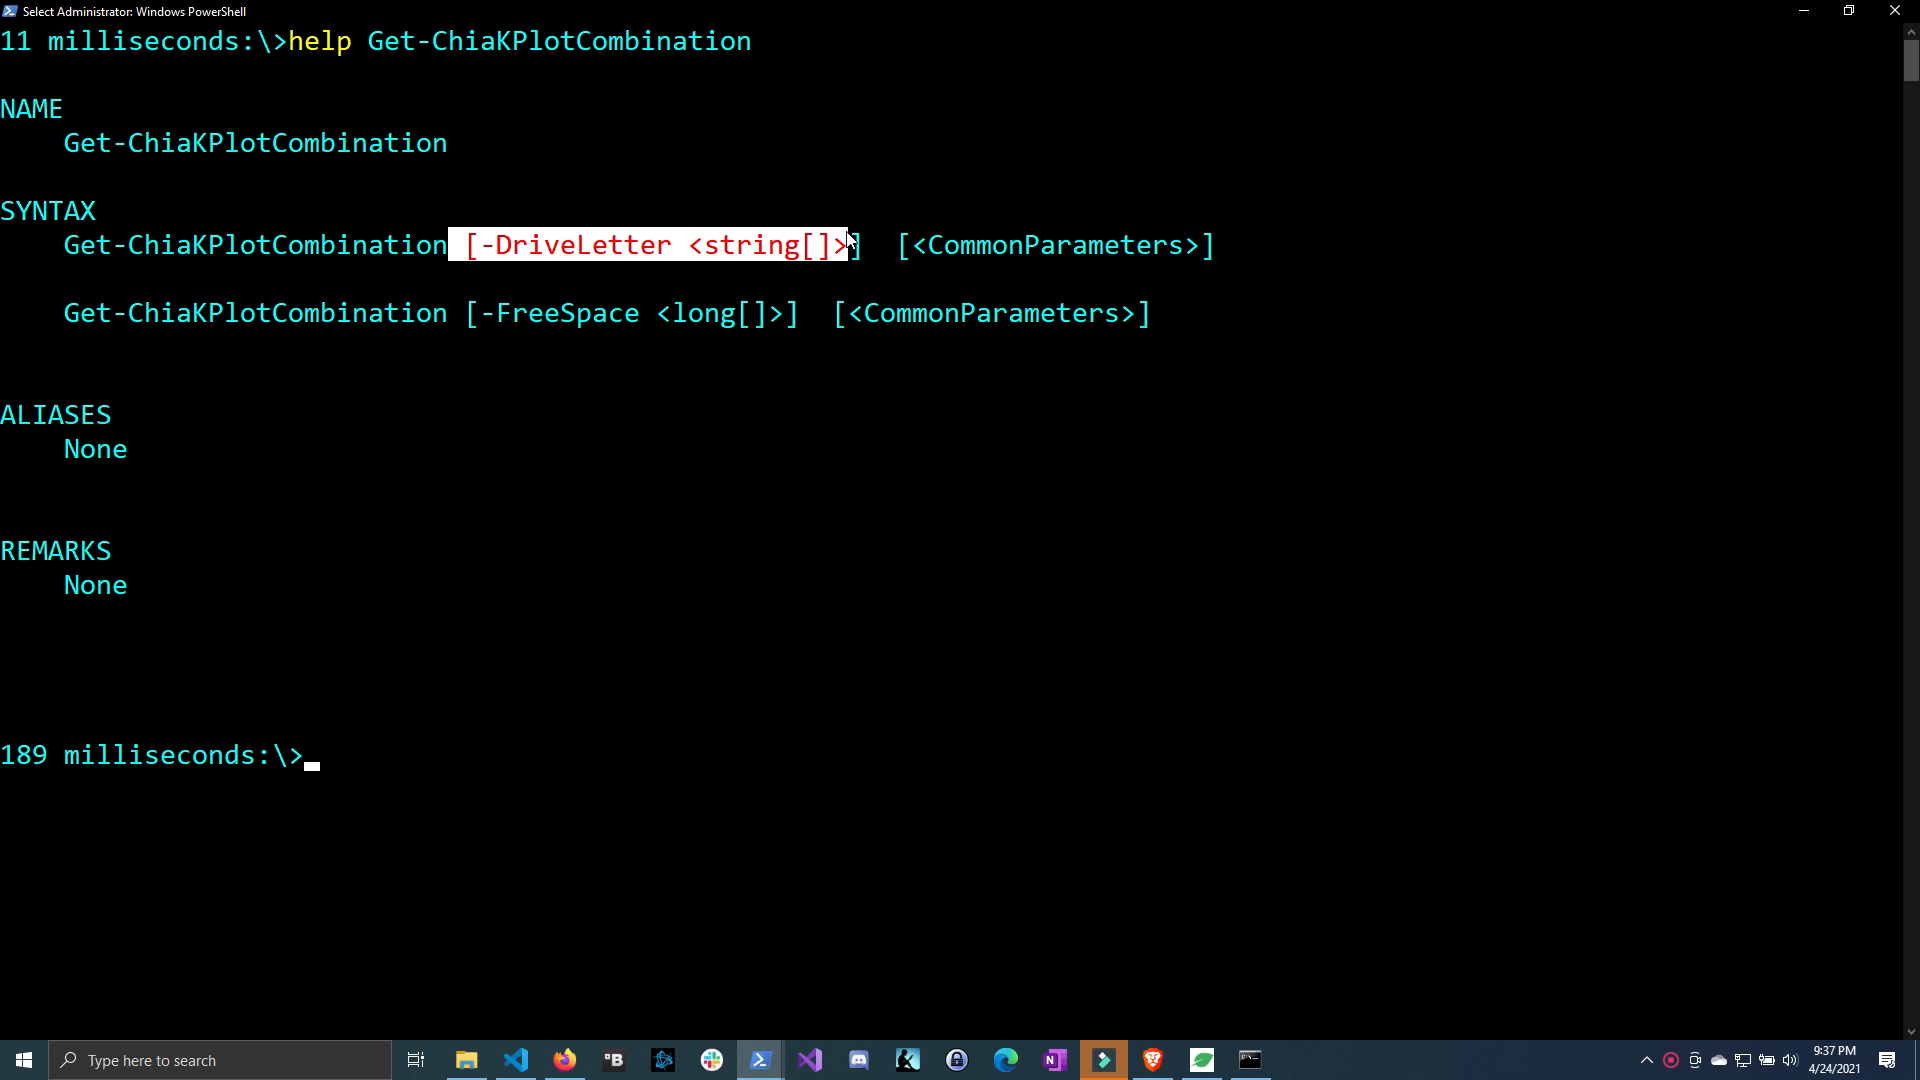 Select Administrator: Windows PowerShell
11 milliseconds:\>help Get-ChiaKPlotCombination
NAME
Get-ChiaKPlotCombination
SYNTAX
Get-ChiaKPlotCombination [-DriveLetter <string[]>]  [<CommonParameters>]
Get-ChiaKPlotCombination [-FreeSpace <long[]>]  [<CommonParameters>]
ALIASES
None
REMARKS
None
189 milliseconds:\>
Type here to search
9:37 PM
4/24/2021